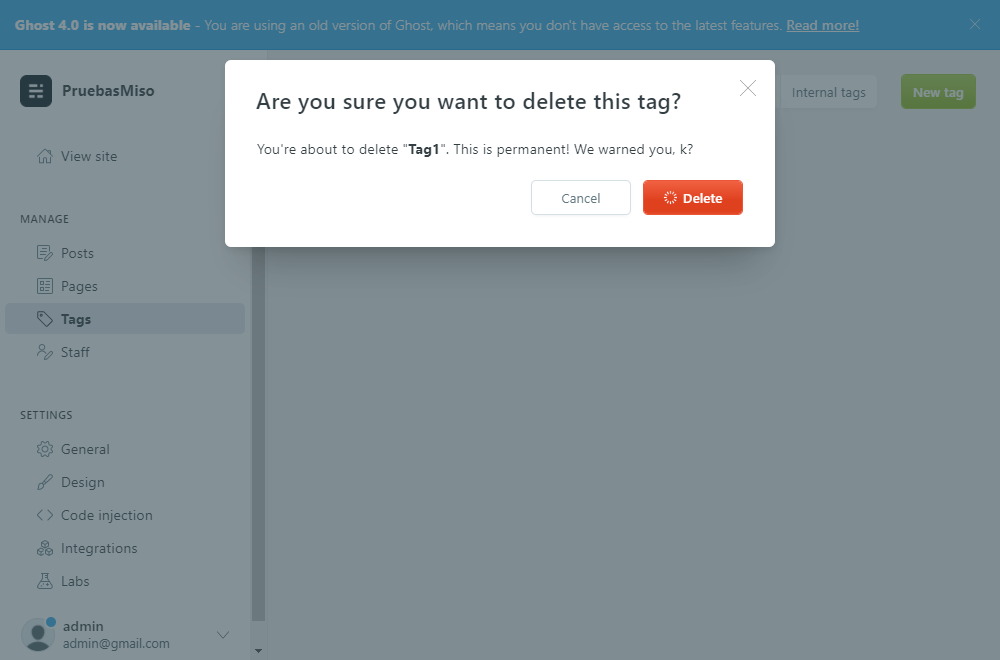 Ghost 4.0 is now available - You are using an old version of Ghost, which means you don't have access to the latest features. Read more!
PruebasMiso
Internal tags
New tag
Are you sure you want to delete this tag?
You're about to delete "Tag1". This is permanent! We warned you, k?
Cancel
Delete
View site
MANAGE
Posts
Pages
Tags
Staff
SETTINGS
General
Design
Code injection
Integrations
Labs
admin
admin@gmail.com